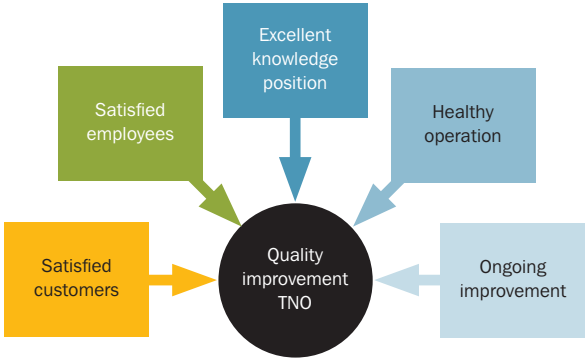 Excellent
knowledge
position
Satisfied
employees
Healthy
operation
Satisfied
customers
Quality
improvement
TNO
Ongoing
improvement